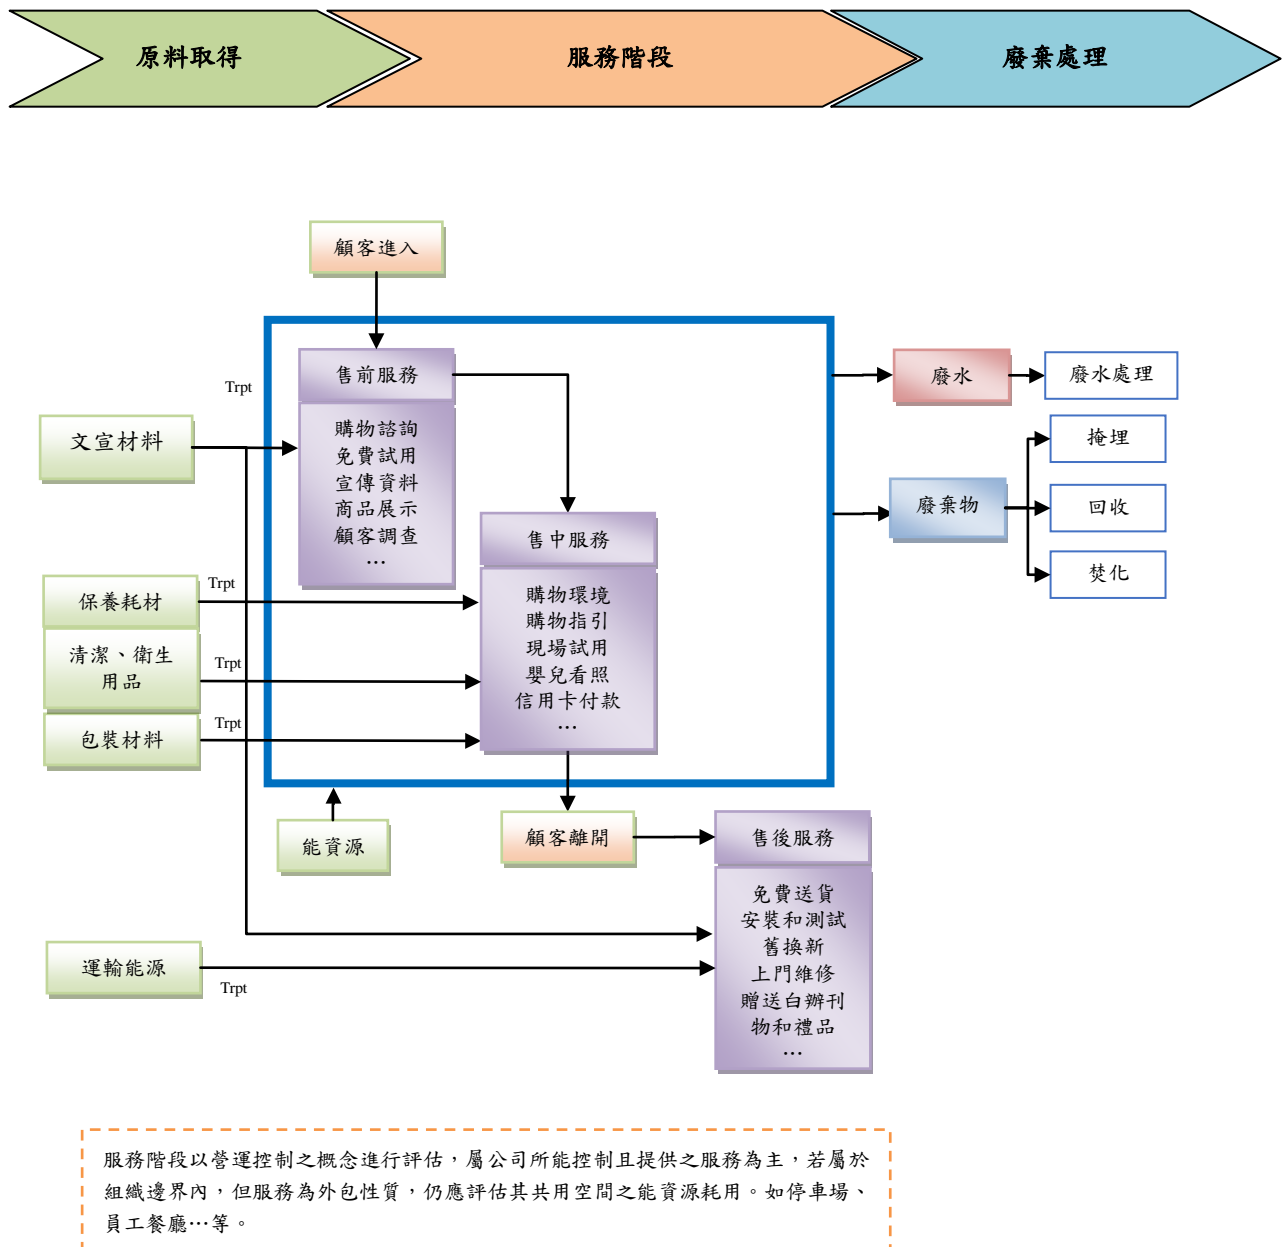 原料取得
服務階段
廢棄處理
顧客進入
售前服務
Trpt
購物諮詢
免費試用
宣傳資料
商品展示
顧客調查
…
文宣材料
廢水
廢水處理
掩埋
廢棄物
回收
焚化
售中服務
購物環境
購物指引
現場試用
嬰兒看照
信用卡付款
…
保養耗材
Trpt
清潔、衛生
用品
Trpt
包裝材料
Trpt
能資源
顧客離開
售後服務
免費送貨
安裝和測試
舊換新
上門維修
贈送白辦刊
物和禮品
…
運輸能源
Trpt
服務階段以營運控制之概念進行評估，屬公司所能控制且提供之服務為主，若屬於
組織邊界內，但服務為外包性質，仍應評估其共用空間之能資源耗用。如停車場、
員工餐廳…等。